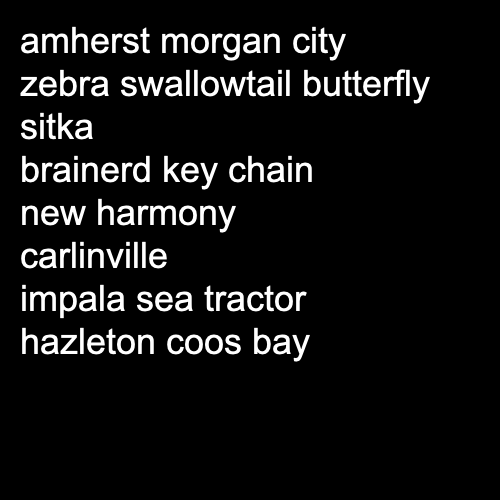 amherst morgan city
zebra swallowtail butterfly
sitka
brainerd key chain
new harmony
carlinville
impala sea tractor
hazleton coos bay